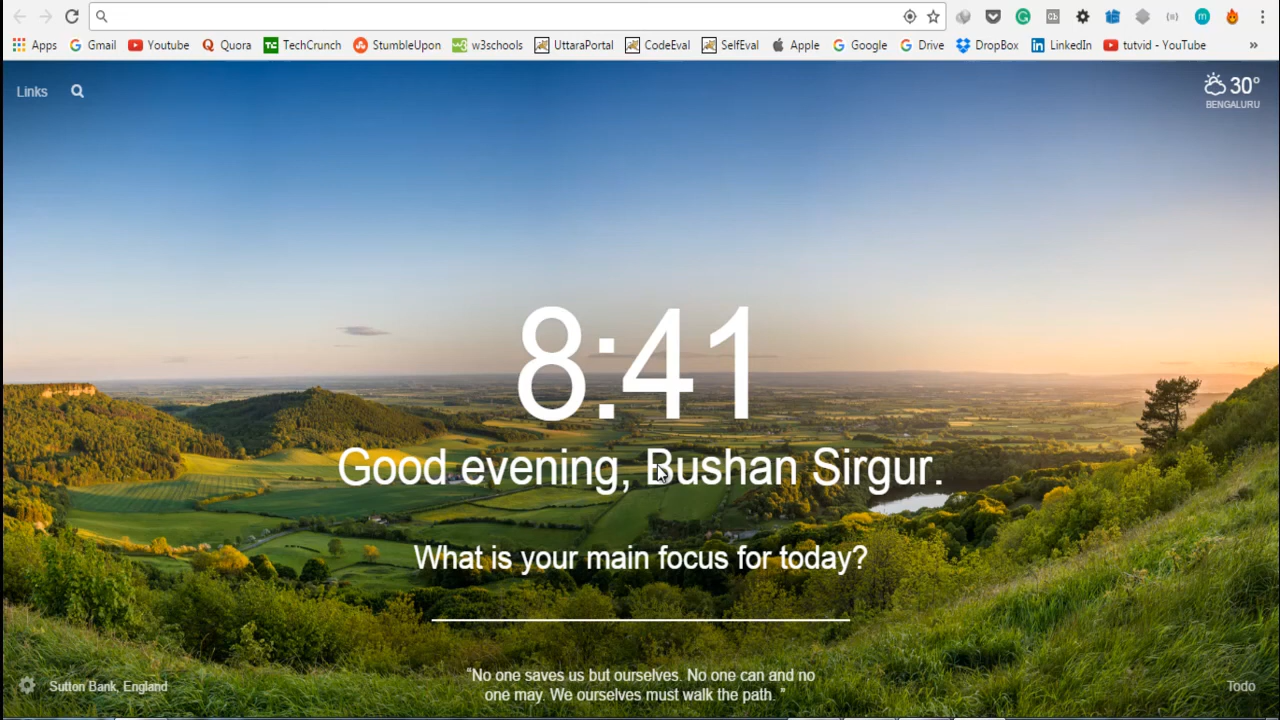 Apps Gmail Youtube Quora TechCrunch StumbleUpon w3schools UttaraPortal CodeEval SelfEval Apple Google Drive DropBox LinkedIn tutvid - YouTube »
Links
30°
BENGALURU
8:41
Good evening, Bushan Sirgur.
What is your main focus for today?
"No one saves us but ourselves. No one can and no
one may. We ourselves must walk the path. "
Sutton Bank, England
Todo